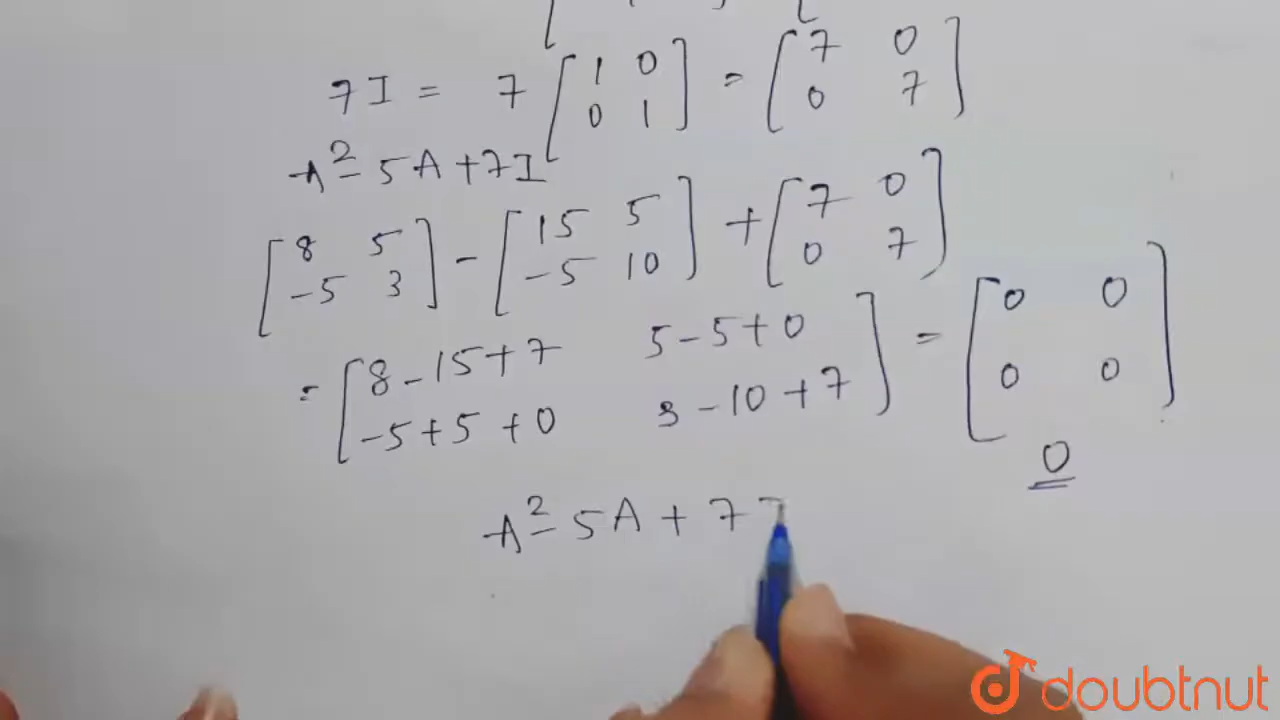 7I = 7 [1 0 0 1] = [7 0 0 7]
A² - 5A + 7I
[8 5 -5 3] - [15 5 -5 10] + [7 0 0 7]
= [8 - 15 + 7 5 - 5 + 0 -5 + 5 + 0 3 - 10 + 7] = [0 0 0 0]
0
A² - 5A + 7
doubtnut